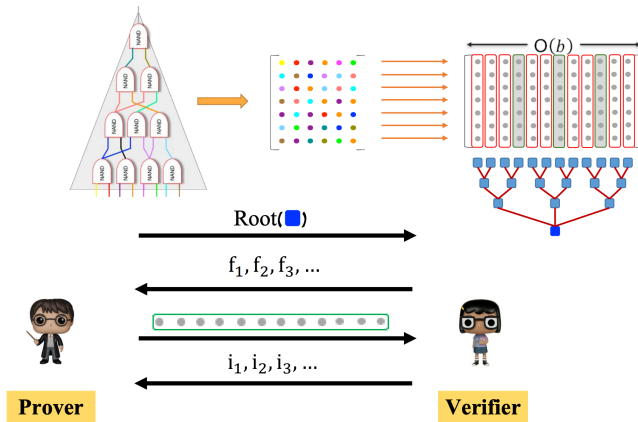 O(b)
NAND
NAND NAND
NAND NAND NAND
NAND NAND NAND NAND
Root( )
f₁, f₂, f₃, ...
i₁, i₂, i₃, ...
Prover
Verifier